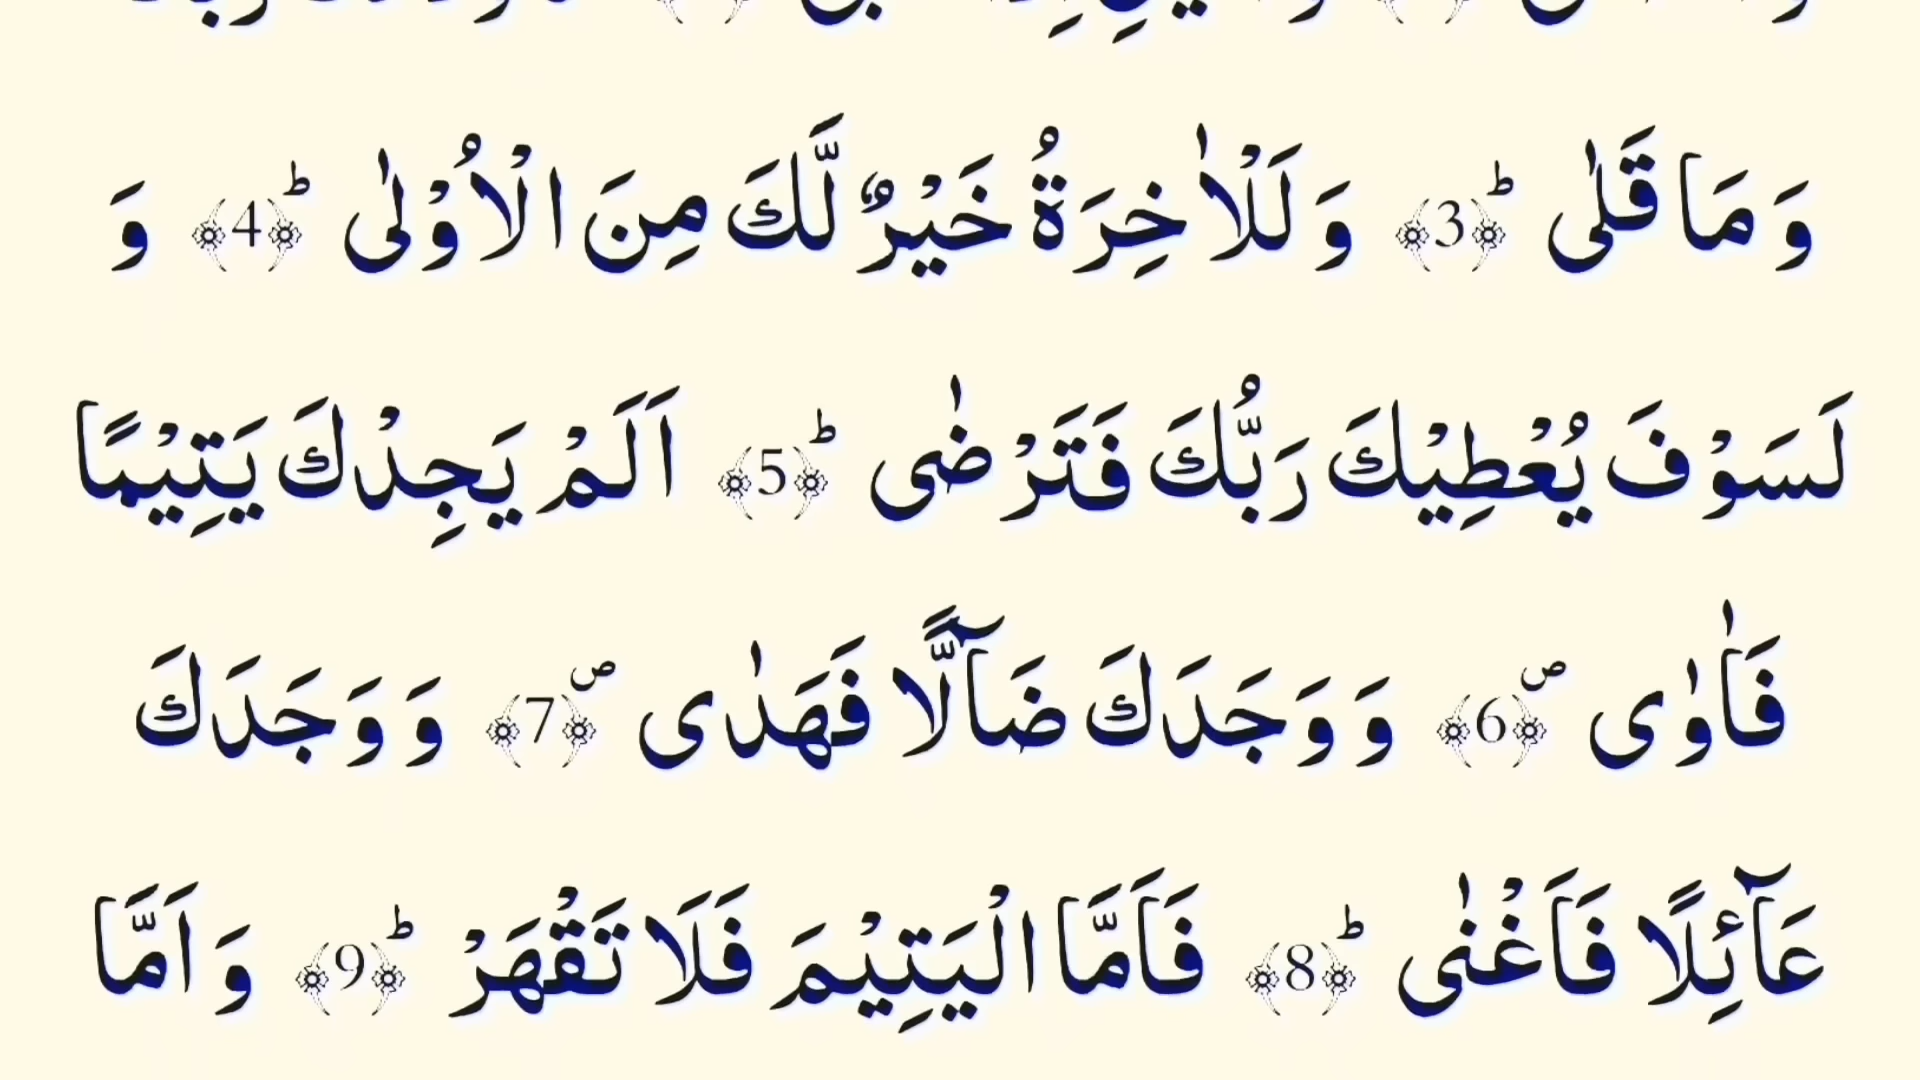 وَ مَا قَلٰى ؕ﴿3﴾ وَ لَلْاٰخِرَةُ خَيْرٌ لَّكَ مِنَ الْاُوْلٰى ؕ﴿4﴾ وَ
لَسَوْفَ يُعْطِيْكَ رَبُّكَ فَتَرْضٰى ؕ﴿5﴾ اَلَمْ يَجِدْكَ يَتِيْمًا
فَاٰوٰى ۪﴿6﴾ وَ وَجَدَكَ ضَآلًّا فَهَدٰى ۪﴿7﴾ وَ وَجَدَكَ
عَآئِلًا فَاَغْنٰى ؕ﴿8﴾ فَاَمَّا الْيَتِيْمَ فَلَا تَقْهَرْ ؕ﴿9﴾ وَ اَمَّا